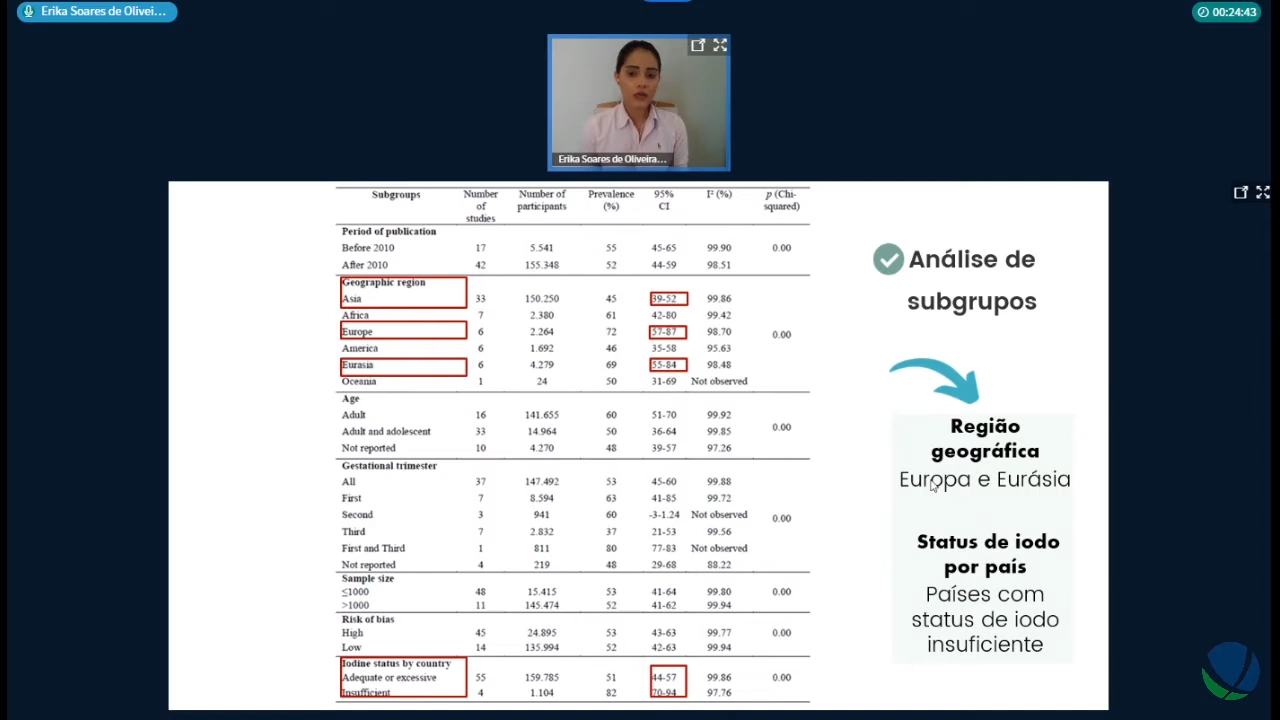 Erika Soares de Olivei...
00:24:43
Erika Soares de Oliveira...
Subgroups Number of studies Number of participants Prevalence (%) 95% CI I² (%) p (Chi-squared)
Period of publication
Before 2010 17 5.541 55 45-65 99.90 0.00
After 2010 42 155.348 52 44-59 98.51
Geographic region
Asia 33 150.250 45 39-52 99.86
Africa 7 2.380 61 42-80 99.42
Europe 6 2.264 72 57-87 98.70 0.00
America 6 1.692 46 35-58 95.63
Eurasia 6 4.279 69 55-84 98.48
Oceania 1 24 50 31-69 Not observed
Age
Adult 16 141.655 60 51-70 99.92
Adult and adolescent 33 14.964 50 36-64 99.85 0.00
Not reported 10 4.270 48 39-57 97.26
Gestational trimester
All 37 147.492 53 45-60 99.88
First 7 8.594 63 41-85 99.72
Second 3 941 60 -3-1.24 Not observed 0.00
Third 7 2.832 37 21-53 99.56
First and Third 1 811 80 77-83 Not observed
Not reported 4 219 48 29-68 88.22
Sample size
≤1000 48 15.415 53 41-64 99.80 0.00
>1000 11 145.474 52 41-62 99.94
Risk of bias
High 45 24.895 53 43-63 99.77 0.00
Low 14 135.994 52 42-63 99.94
Iodine status by country
Adequate or excessive 55 159.785 51 44-57 99.86 0.00
Insufficient 4 1.104 82 70-94 97.76
Análise de
subgrupos
Região
geográfica
Europa e Eurásia
Status de iodo
por país
Países com
status de iodo
insuficiente